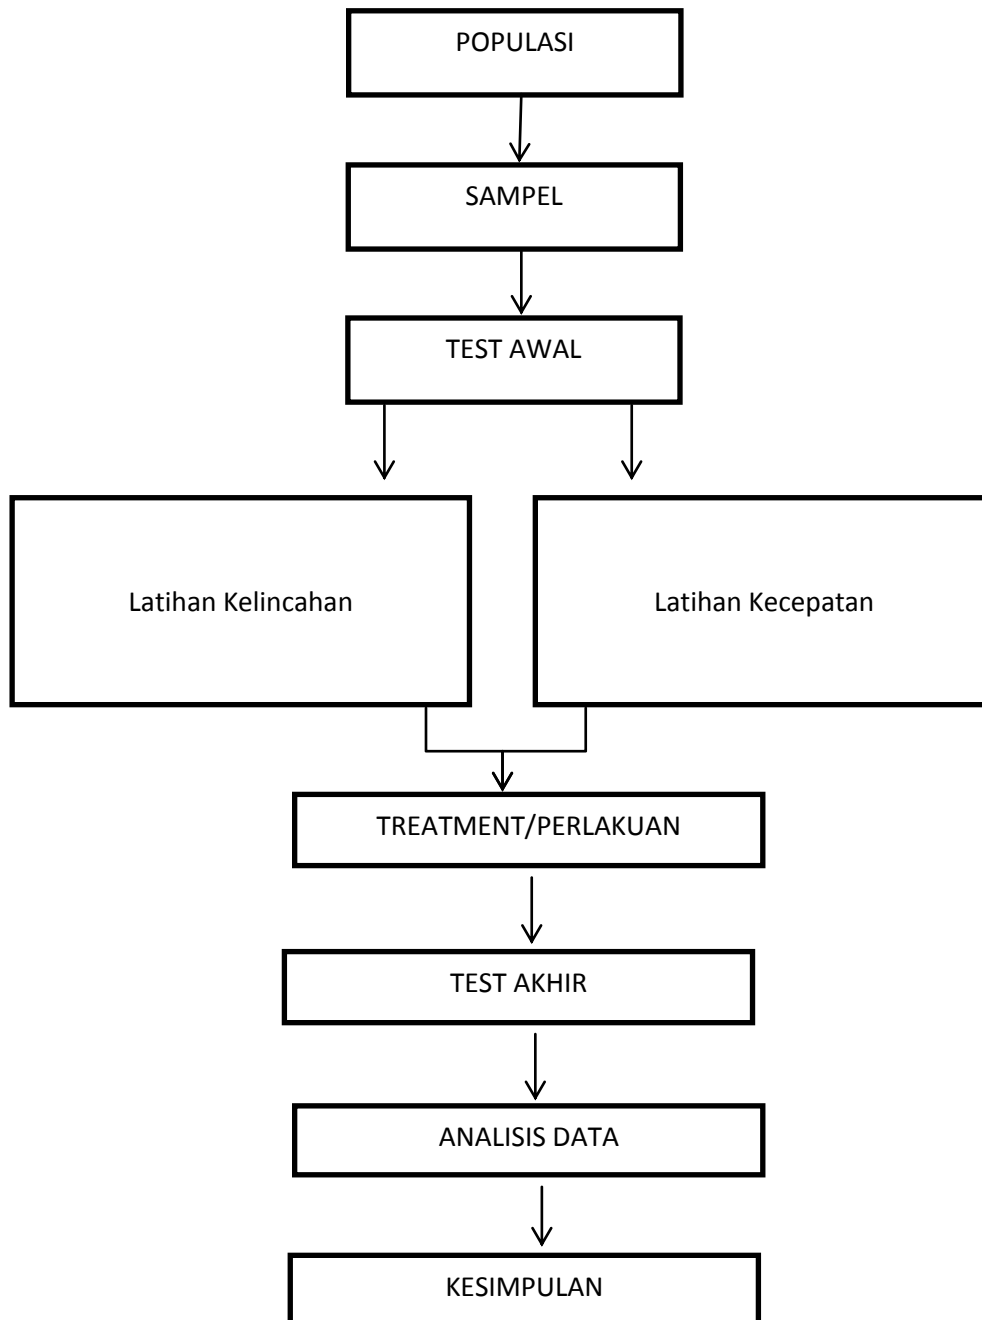 POPULASI
SAMPEL
TEST AWAL
Latihan Kelincahan
Latihan Kecepatan
TREATMENT/PERLAKUAN
TEST AKHIR
ANALISIS DATA
KESIMPULAN